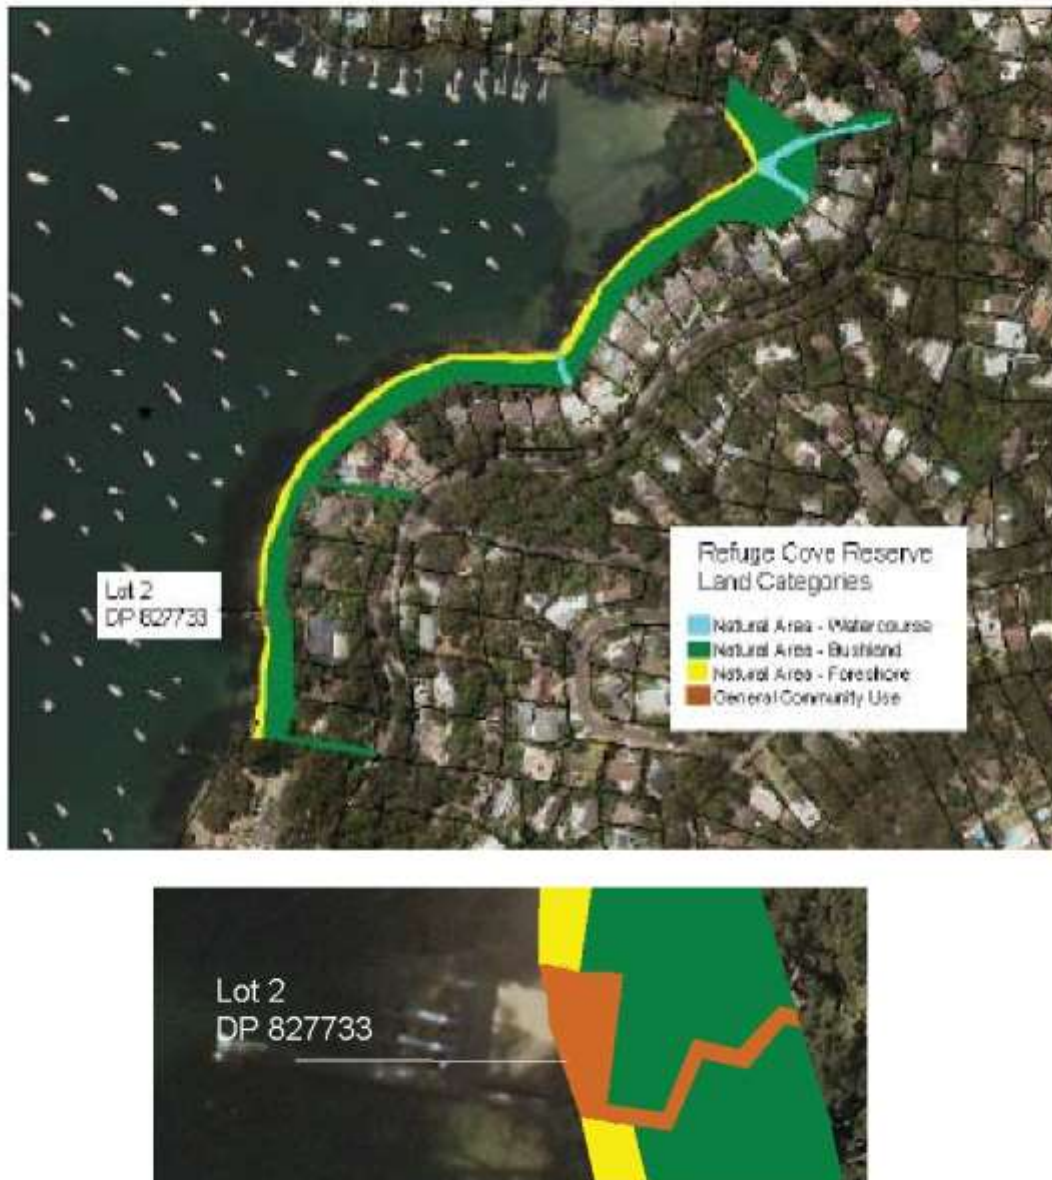 Lot 2
DP 827733
Refuge Cove Reserve
Land Categories
Natural Area - Watercourse
Natural Area - Bushland
Natural Area - Foreshore
General Community Use
Lot 2
DP 827733